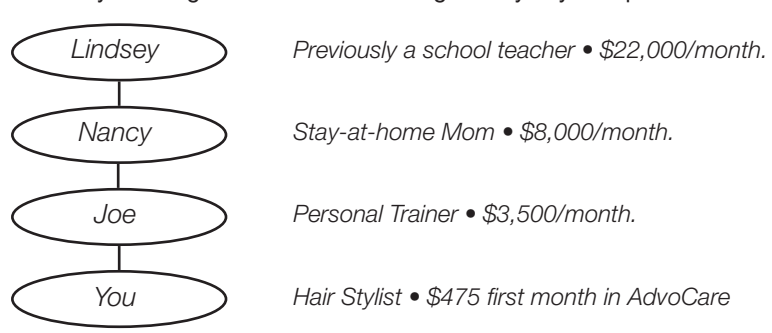 Lindsey Previously a school teacher • $22,000/month.
Nancy Stay-at-home Mom • $8,000/month.
Joe Personal Trainer • $3,500/month.
You Hair Stylist • $475 first month in AdvoCare